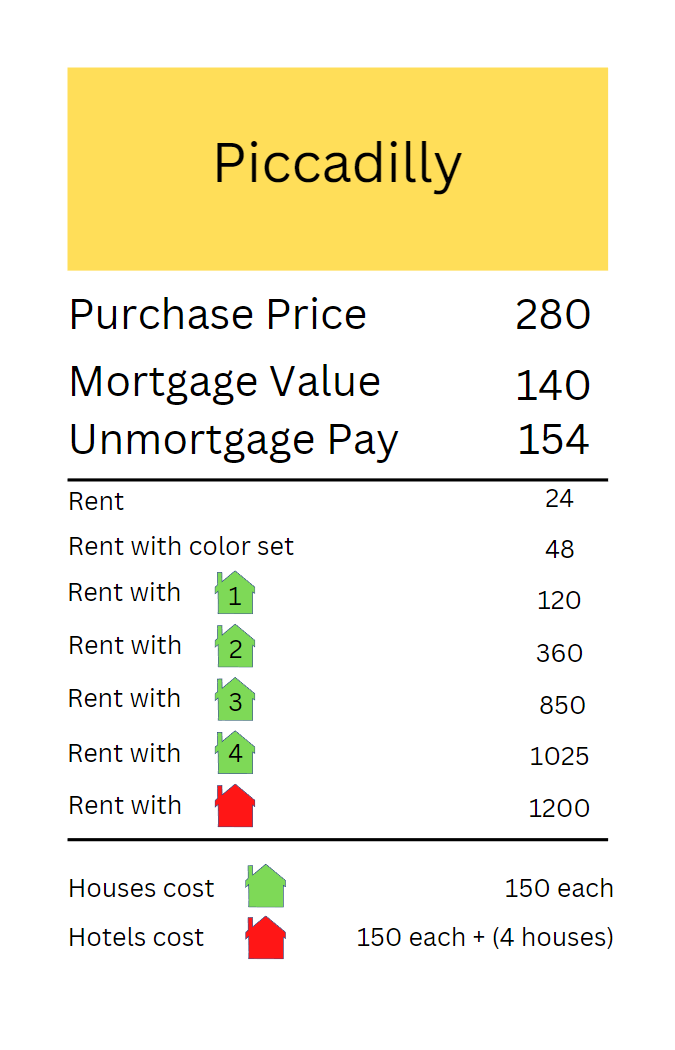 Piccadilly
Purchase Price 280
Mortgage Value 140
Unmortgage Pay 154
Rent 24
Rent with color set 48
Rent with 1 120
Rent with 2 360
Rent with 3 850
Rent with 4 1025
Rent with 1200
Houses cost 150 each
Hotels cost 150 each + (4 houses)